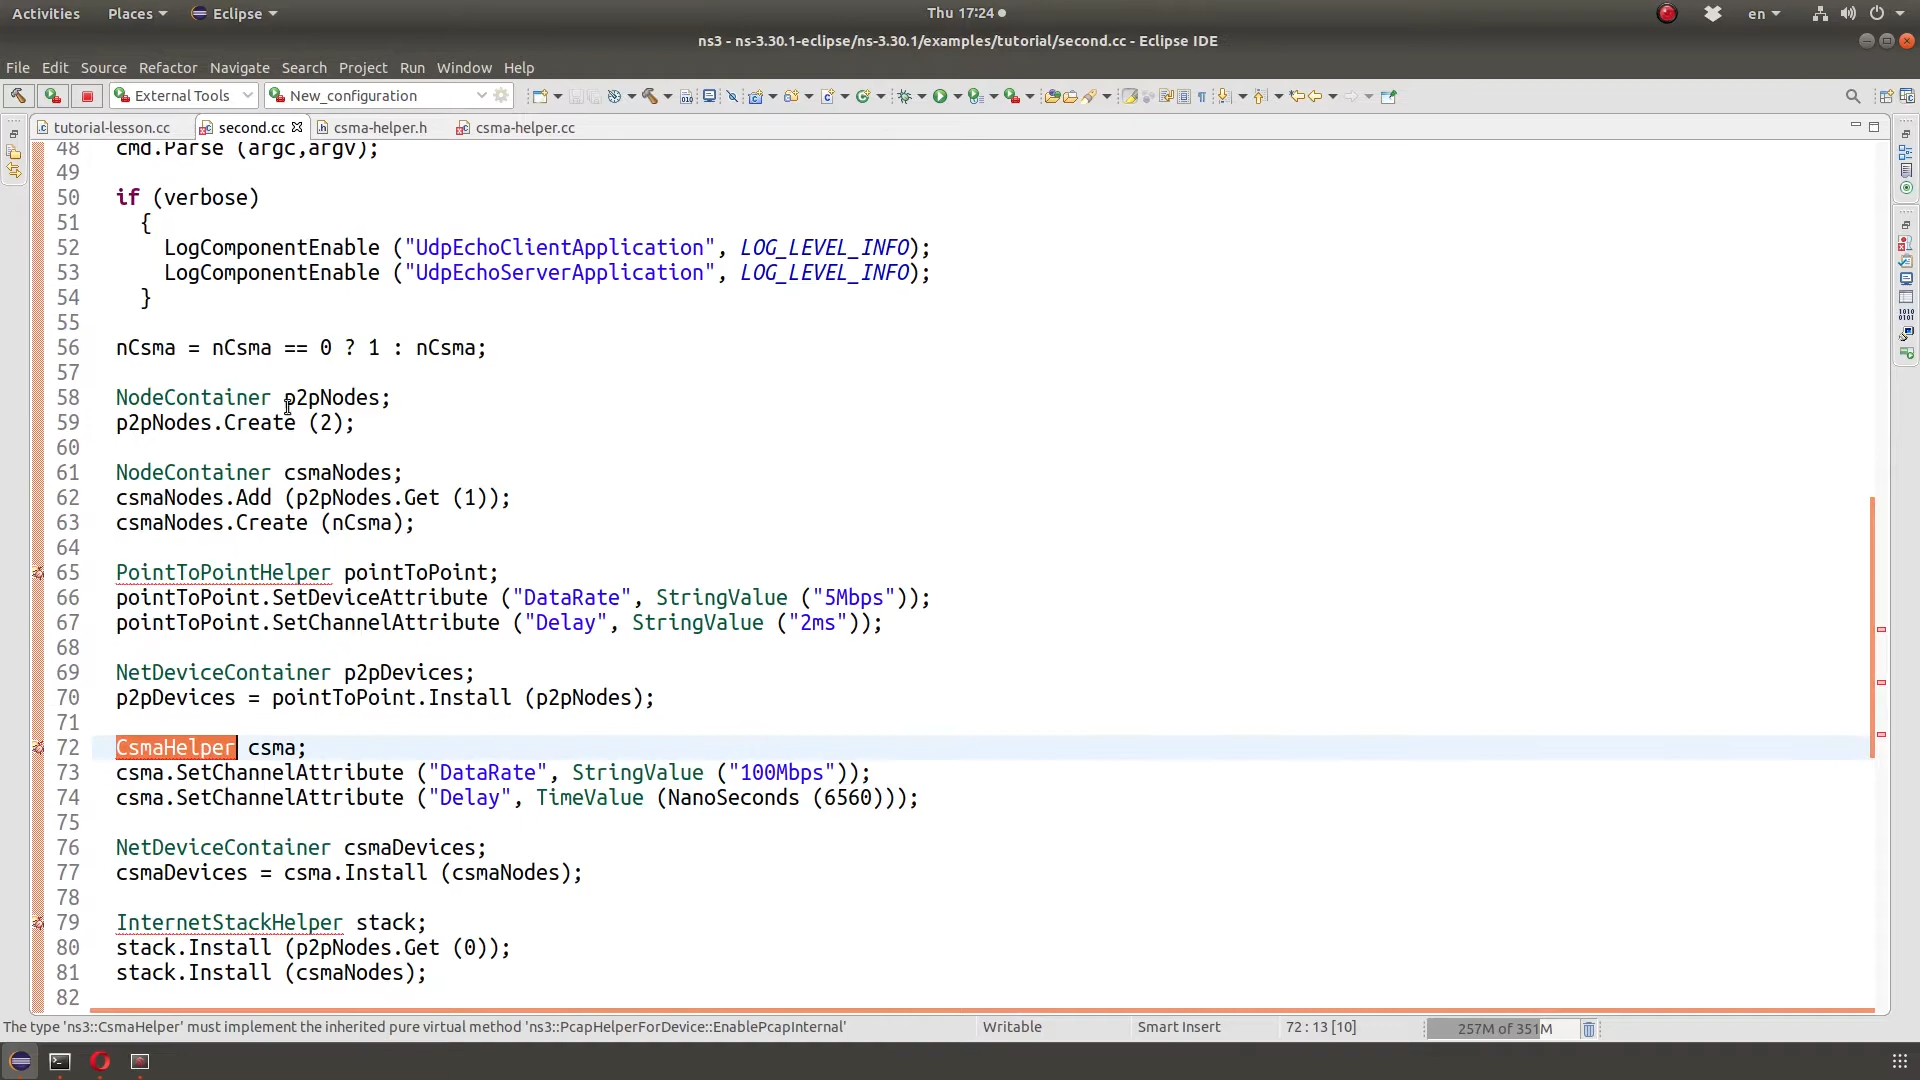 Activities Places Eclipse Thu 17:24 en
ns3 - ns-3.30.1-eclipse/ns-3.30.1/examples/tutorial/second.cc - Eclipse IDE
File Edit Source Refactor Navigate Search Project Run Window Help
External Tools New_configuration
tutorial-lesson.cc second.cc csma-helper.h csma-helper.cc
48 cmd.Parse (argc,argv);
49
50 if (verbose)
51 {
52 LogComponentEnable ("UdpEchoClientApplication", LOG_LEVEL_INFO);
53 LogComponentEnable ("UdpEchoServerApplication", LOG_LEVEL_INFO);
54 }
55
56 nCsma = nCsma == 0 ? 1 : nCsma;
57
58 NodeContainer p2pNodes;
59 p2pNodes.Create (2);
60
61 NodeContainer csmaNodes;
62 csmaNodes.Add (p2pNodes.Get (1));
63 csmaNodes.Create (nCsma);
64
65 PointToPointHelper pointToPoint;
66 pointToPoint.SetDeviceAttribute ("DataRate", StringValue ("5Mbps"));
67 pointToPoint.SetChannelAttribute ("Delay", StringValue ("2ms"));
68
69 NetDeviceContainer p2pDevices;
70 p2pDevices = pointToPoint.Install (p2pNodes);
71
72 CsmaHelper csma;
73 csma.SetChannelAttribute ("DataRate", StringValue ("100Mbps"));
74 csma.SetChannelAttribute ("Delay", TimeValue (NanoSeconds (6560)));
75
76 NetDeviceContainer csmaDevices;
77 csmaDevices = csma.Install (csmaNodes);
78
79 InternetStackHelper stack;
80 stack.Install (p2pNodes.Get (0));
81 stack.Install (csmaNodes);
82
The type 'ns3::CsmaHelper' must implement the inherited pure virtual method 'ns3::PcapHelperForDevice::EnablePcapInternal' Writable Smart Insert 72 : 13 [10] 257M of 351M